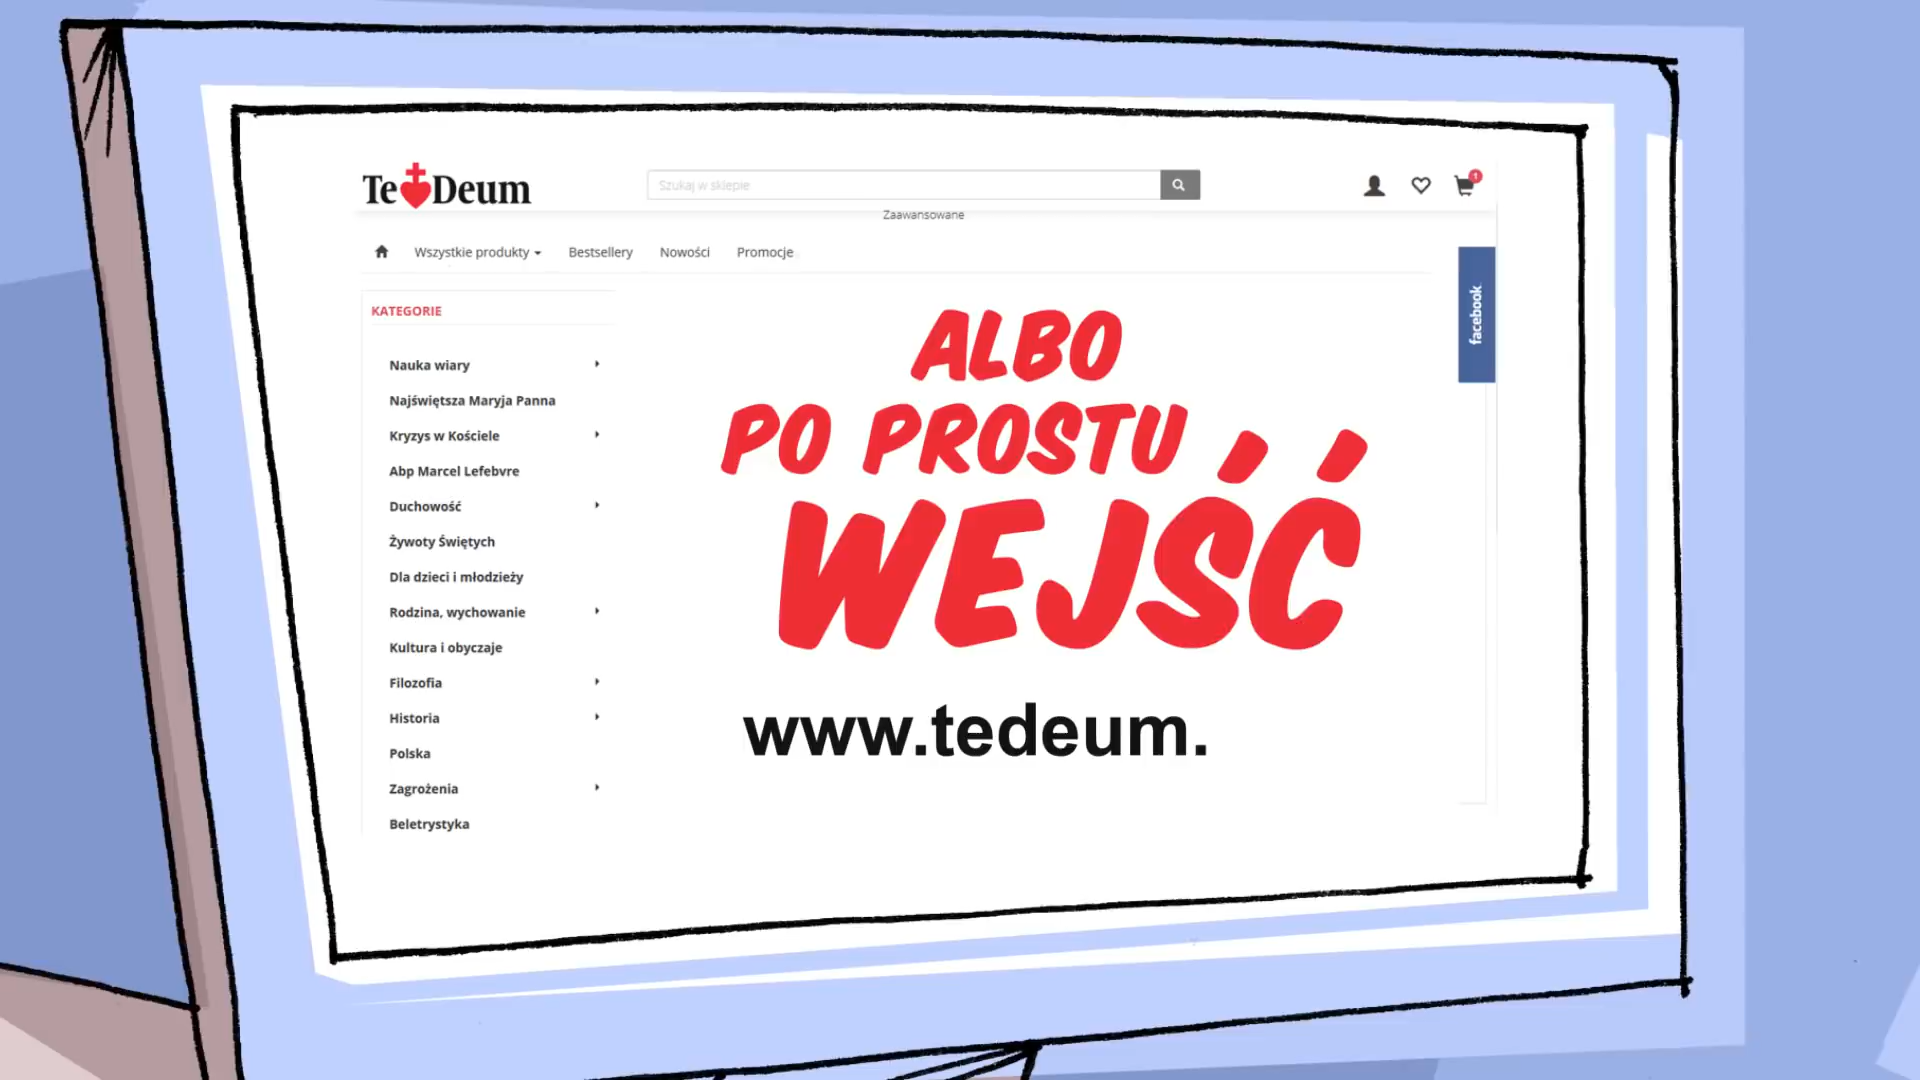 Te Deum
Szukaj w sklepie
1
Zaawansowane
Wszystkie produkty Bestsellery Nowości Promocje
KATEGORIE
Nauka wiary
Najświętsza Maryja Panna
Kryzys w Kościele
Abp Marcel Lefebvre
Duchowość
Żywoty Świętych
Dla dzieci i młodzieży
Rodzina, wychowanie
Kultura i obyczaje
Filozofia
Historia
Polska
Zagrożenia
Beletrystyka
ALBO
PO PROSTU
WEJŚĆ
www.tedeum.
facebook